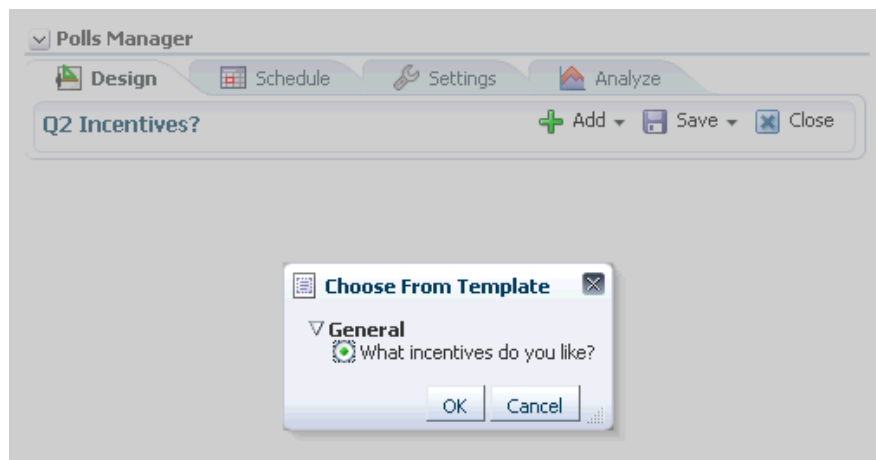 Polls Manager
Design Schedule Settings Analyze
Q2 Incentives? Add Save Close
Choose From Template
General
What incentives do you like?
OK Cancel